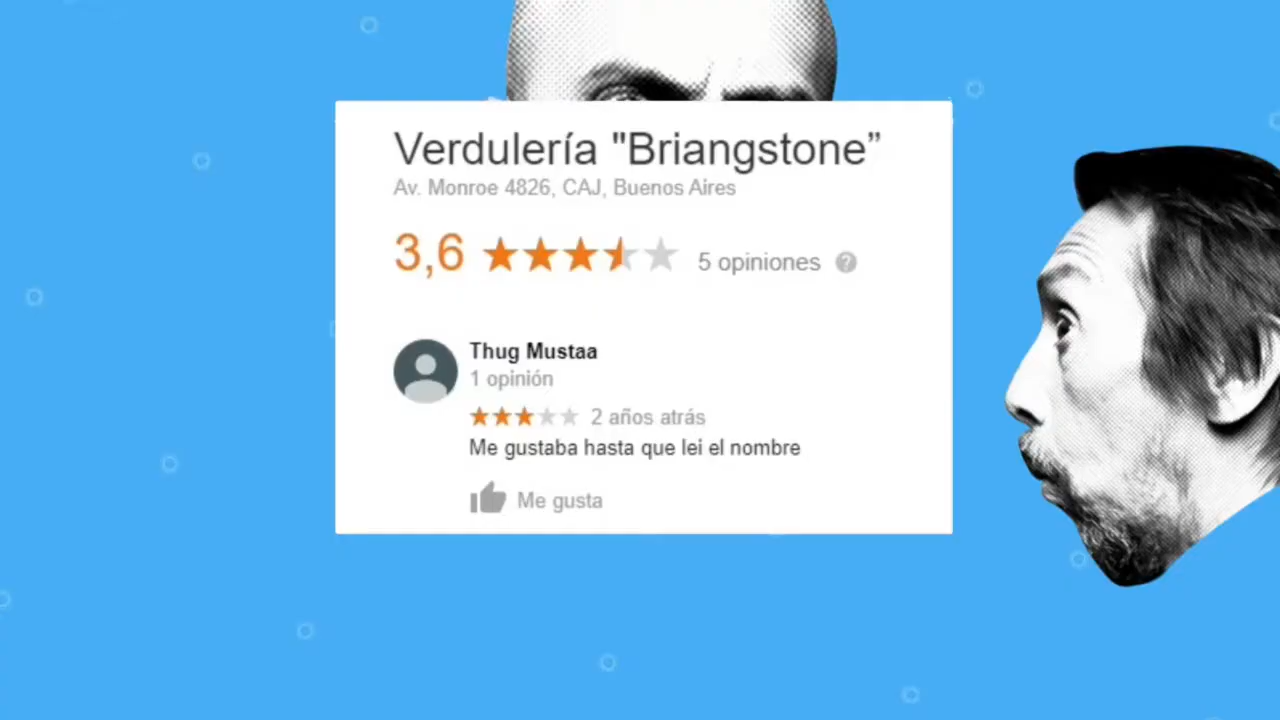 Verdulería "Briangstone”
Av. Monroe 4826, CAJ, Buenos Aires
3,6 5 opiniones ?
Thug Mustaa
1 opinión
2 años atrás
Me gustaba hasta que lei el nombre
Me gusta